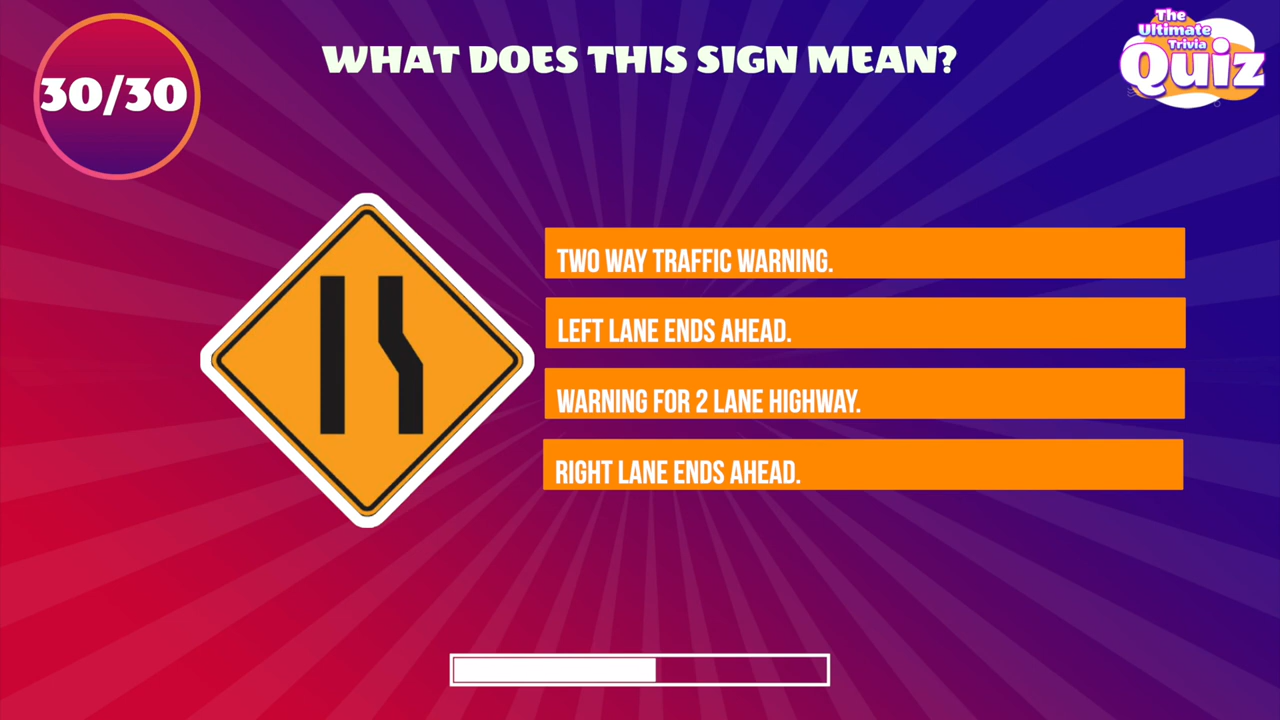 30/30
WHAT DOES THIS SIGN MEAN?
The
Ultimate
Trivia
Quiz
TWO WAY TRAFFIC WARNING.
LEFT LANE ENDS AHEAD.
WARNING FOR 2 LANE HIGHWAY.
RIGHT LANE ENDS AHEAD.